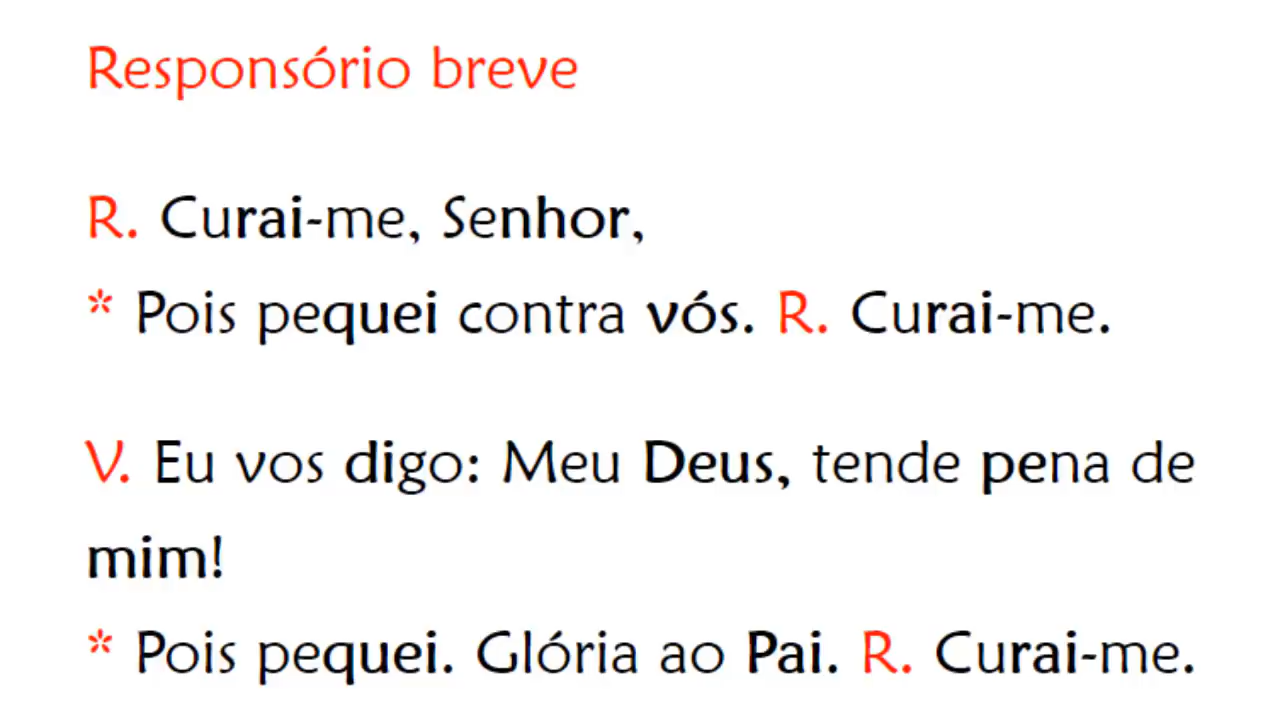 Responsório breve
R. Curai-me, Senhor,
* Pois pequei contra vós. R. Curai-me.
V. Eu vos digo: Meu Deus, tende pena de
mim!
* Pois pequei. Glória ao Pai. R. Curai-me.